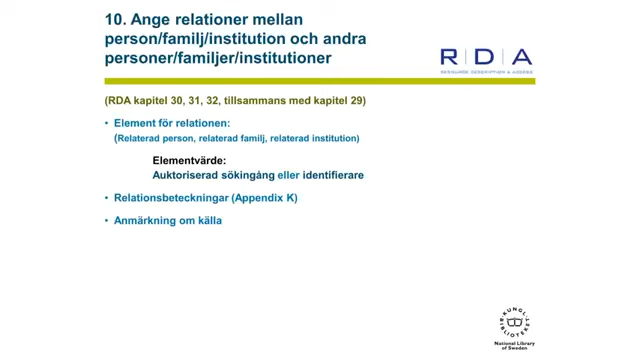 10. Ange relationer mellan
person/familj/institution och andra
personer/familjer/institutioner
R|D|A
RESOURCE DESCRIPTION & ACCESS
(RDA kapitel 30, 31, 32, tillsammans med kapitel 29)
• Element för relationen:
(Relaterad person, relaterad familj, relaterad institution)
Elementvärde:
Auktoriserad sökingång eller identifierare
• Relationsbeteckningar (Appendix K)
• Anmärkning om källa
KUNGL. BIBLIOTEKET
National Library
of Sweden